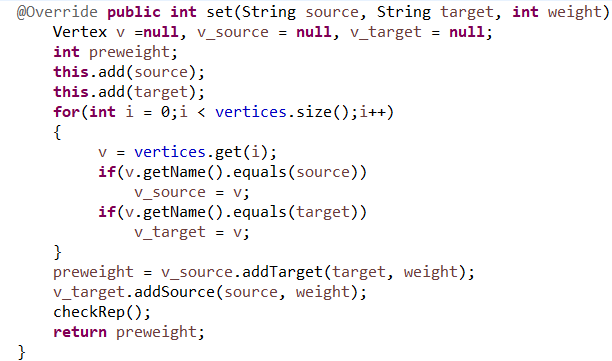 @Override public int set(String source, String target, int weight)
Vertex v =null, v_source = null, v_target = null;
int preweight;
this.add(source);
this.add(target);
for(int i = 0;i < vertices.size();i++)
{
v = vertices.get(i);
if(v.getName().equals(source))
v_source = v;
if(v.getName().equals(target))
v_target = v;
}
preweight = v_source.addTarget(target, weight);
v_target.addSource(source, weight);
checkRep();
return preweight;
}